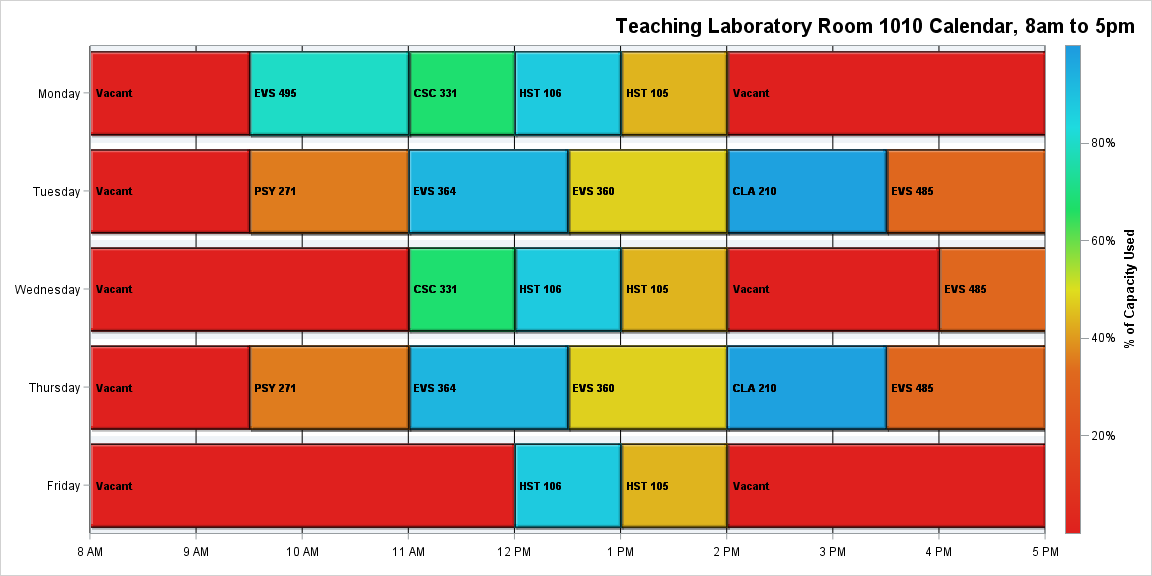 Teaching Laboratory Room 1010 Calendar, 8am to 5pm
Monday Vacant EVS 495 CSC 331 HST 106 HST 105 Vacant
80%
Tuesday Vacant PSY 271 EVS 364 EVS 360 CLA 210 EVS 485
60%
% of Capacity Used
Wednesday Vacant CSC 331 HST 106 HST 105 Vacant EVS 485
40%
Thursday Vacant PSY 271 EVS 364 EVS 360 CLA 210 EVS 485
20%
Friday Vacant HST 106 HST 105 Vacant
8 AM 9 AM 10 AM 11 AM 12 PM 1 PM 2 PM 3 PM 4 PM 5 PM